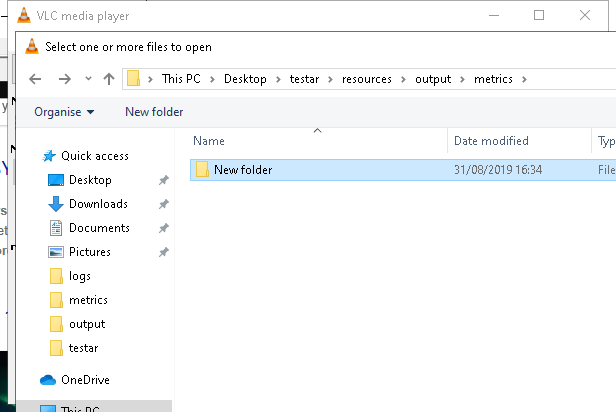 VLC media player
Select one or more files to open
This PC > Desktop > testar > resources > output > metrics >
Organise New folder
Name Date modified Typ
Quick access
New folder 31/08/2019 16:34 File
Desktop
Downloads
Documents
Pictures
logs
metrics
output
testar
OneDrive
This PC